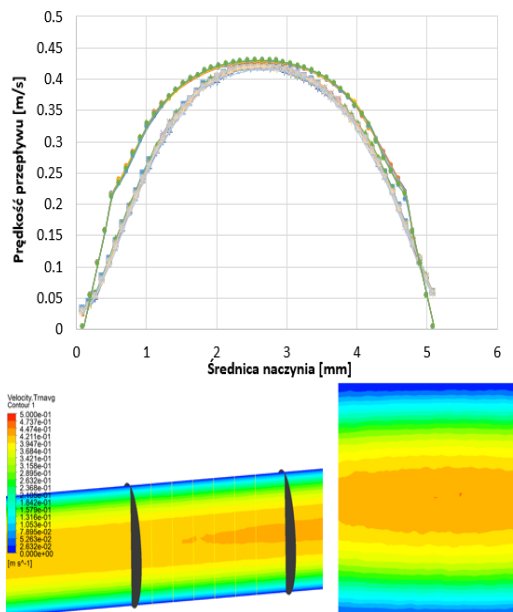 0.5
0.45
0.4
0.35
0.3
0.25
0.2
0.15
0.1
0.05
0
Prędkość przepływu [m/s]
0 1 2 3 4 5 6
Średnica naczynia [mm]
Velocity.Trnavg
Contour 1
5.000e-01
4.737e-01
4.474e-01
4.211e-01
3.947e-01
3.684e-01
3.421e-01
3.158e-01
2.895e-01
2.632e-01
2.368e-01
2.105e-01
1.842e-01
1.579e-01
1.316e-01
1.053e-01
7.895e-02
5.263e-02
2.632e-02
0.000e+00
[m s^-1]